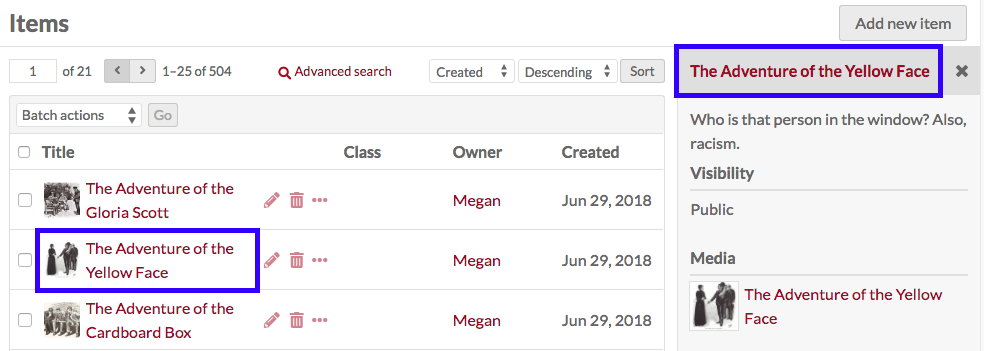 Items
Add new item
1 of 21 < > 1–25 of 504 Advanced search Created Descending Sort
Batch actions Go
Title Class Owner Created
The Adventure of the
Gloria Scott
Megan Jun 29, 2018
The Adventure of the
Yellow Face
Megan Jun 29, 2018
The Adventure of the
Cardboard Box
Megan Jun 29, 2018
The Adventure of the Yellow Face
Who is that person in the window? Also,
racism.
Visibility
Public
Media
The Adventure of the Yellow
Face